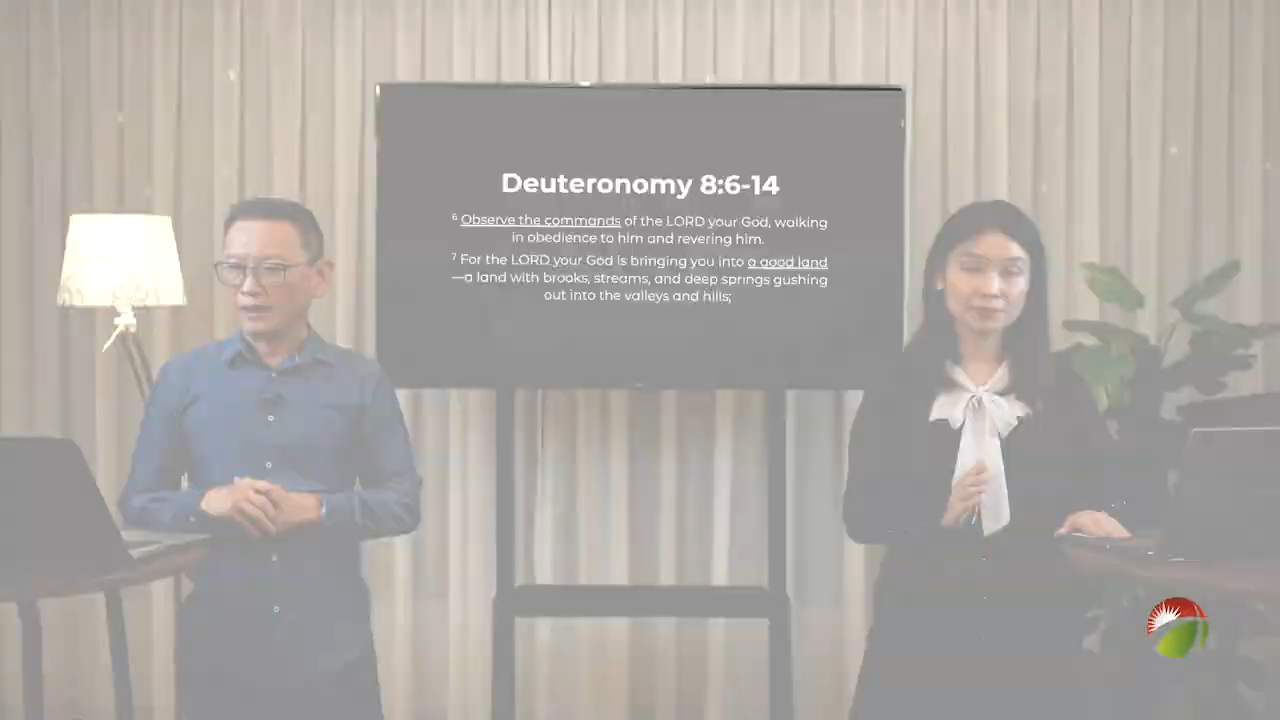 Deuteronomy 8:6-14
⁶ Observe the commands of the LORD your God, walking
in obedience to him and revering him.
⁷ For the LORD your God is bringing you into a good land
—a land with brooks, streams, and deep springs gushing
out into the valleys and hills;